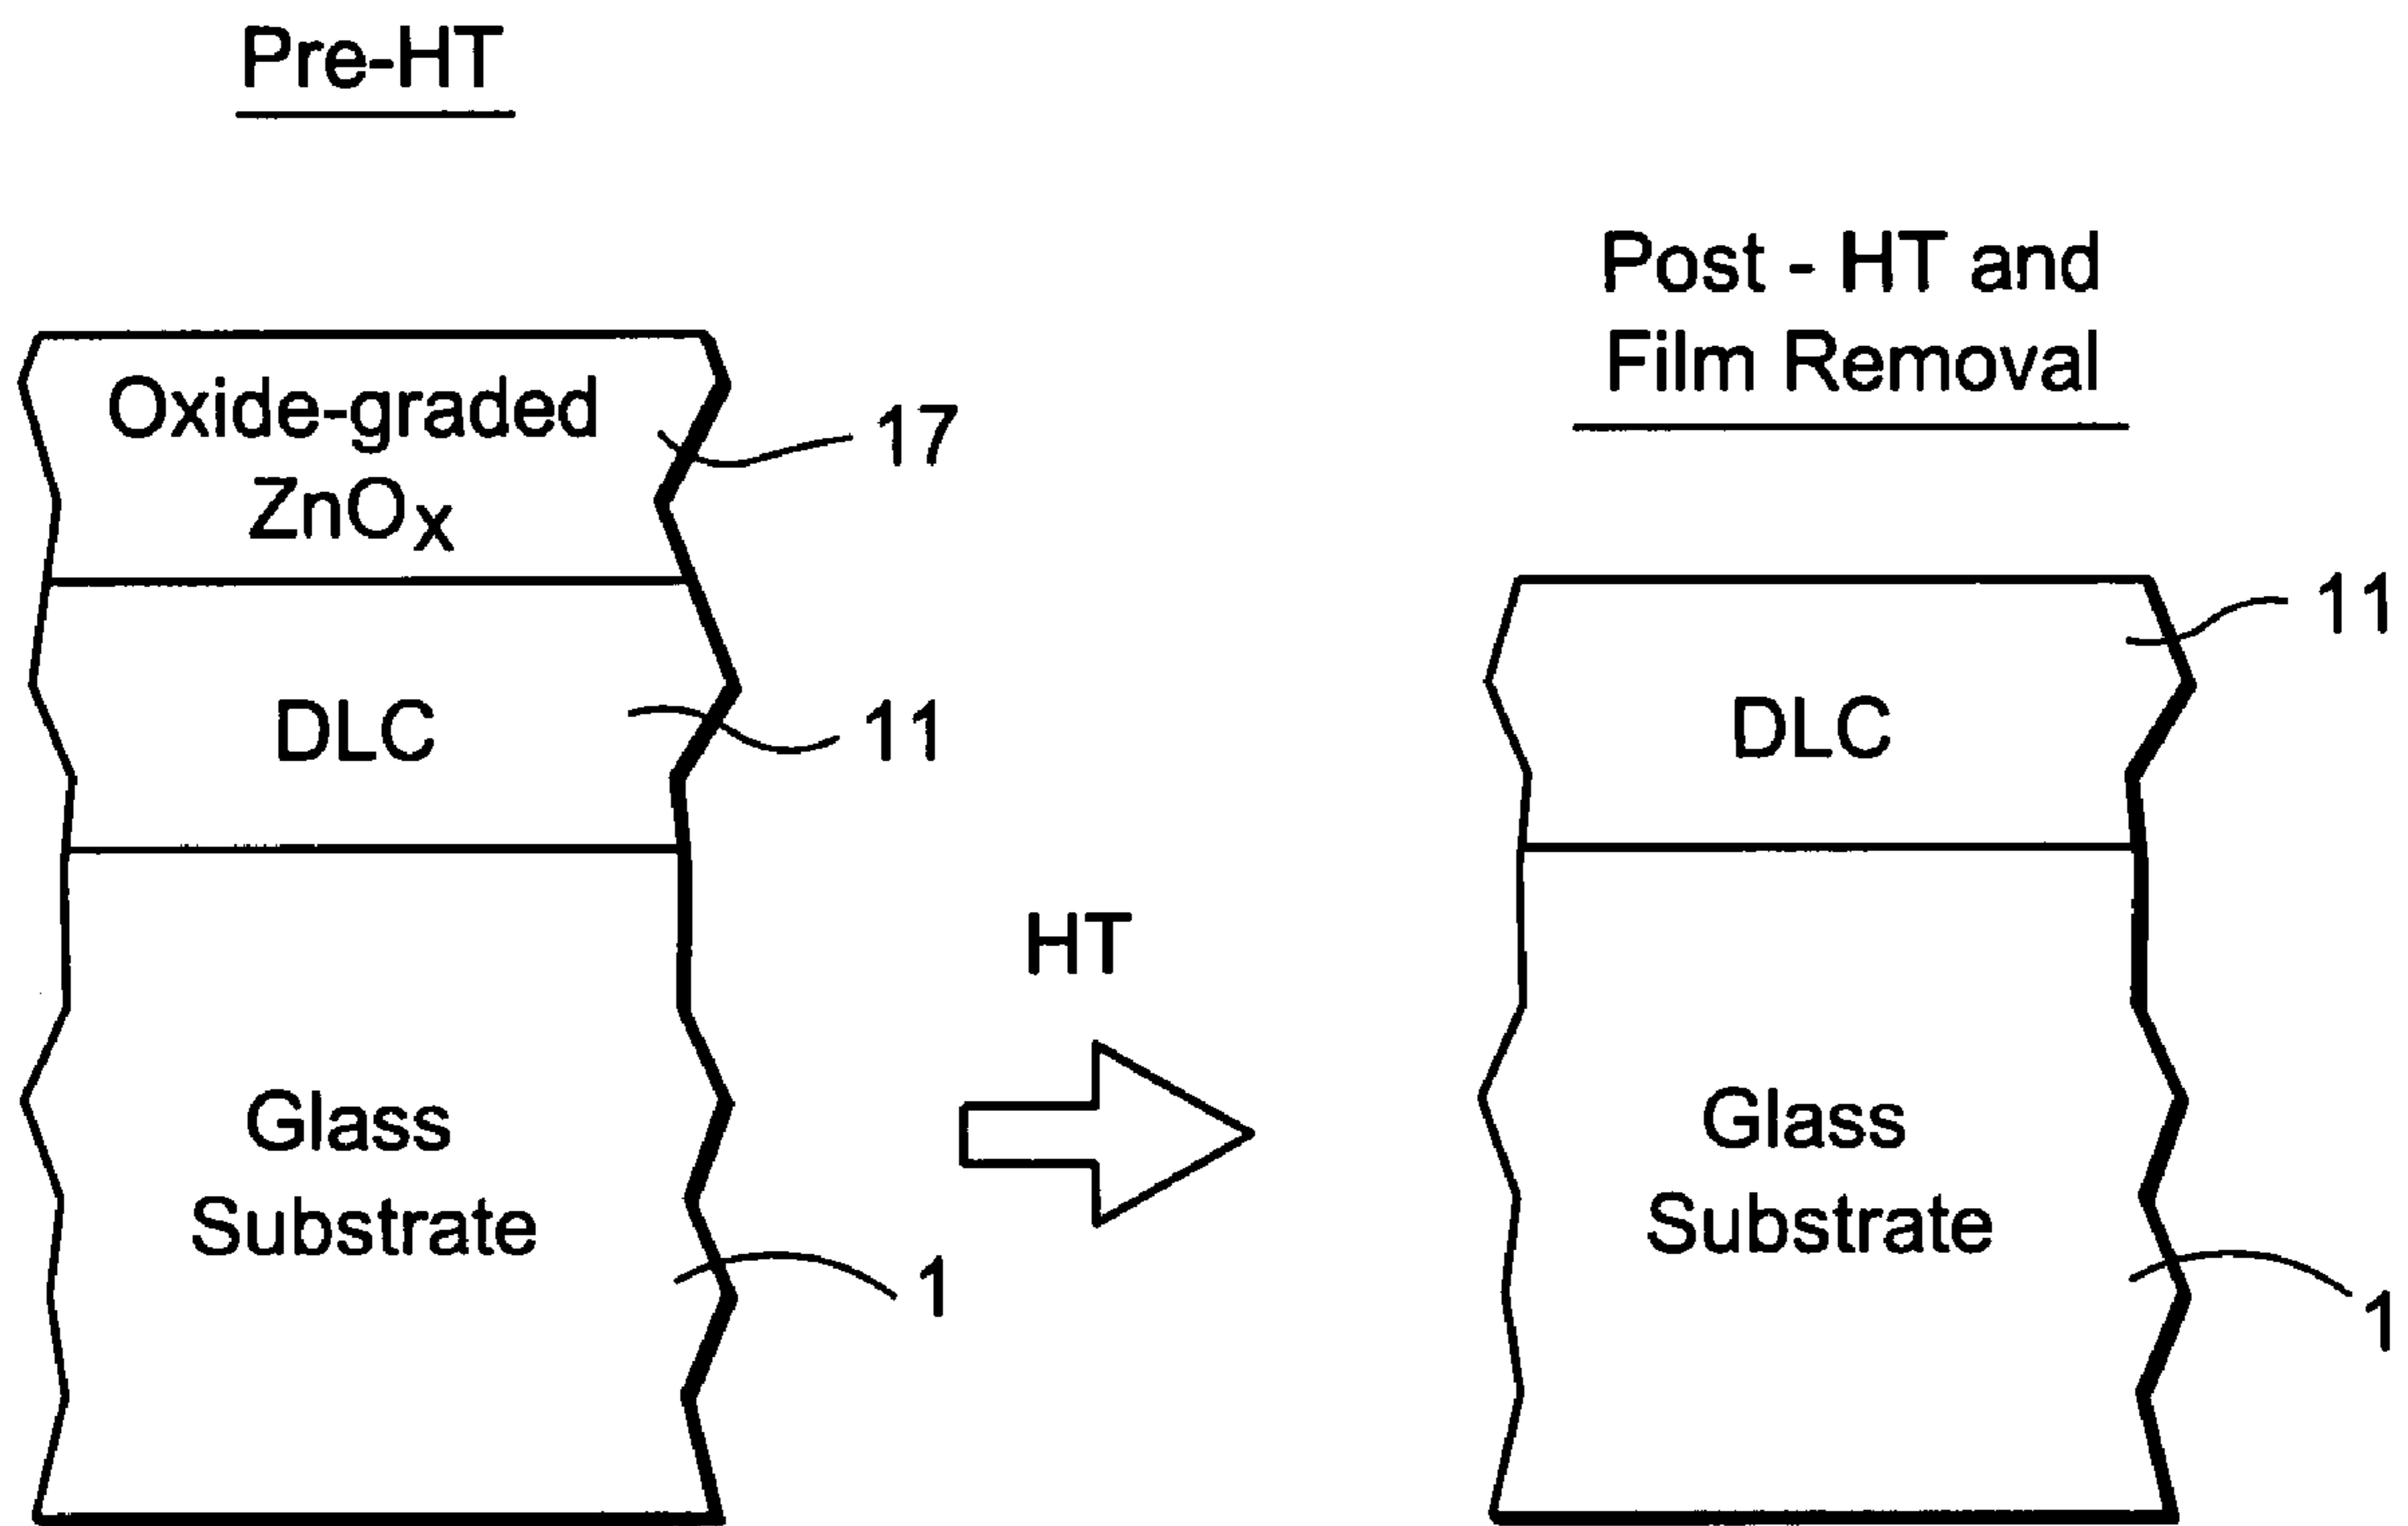 Pre-HT
Oxide-graded
ZnOx
17
DLC
11
Glass
Substrate
1
HT
Post - HT and
Film Removal
11
DLC
Glass
Substrate
1